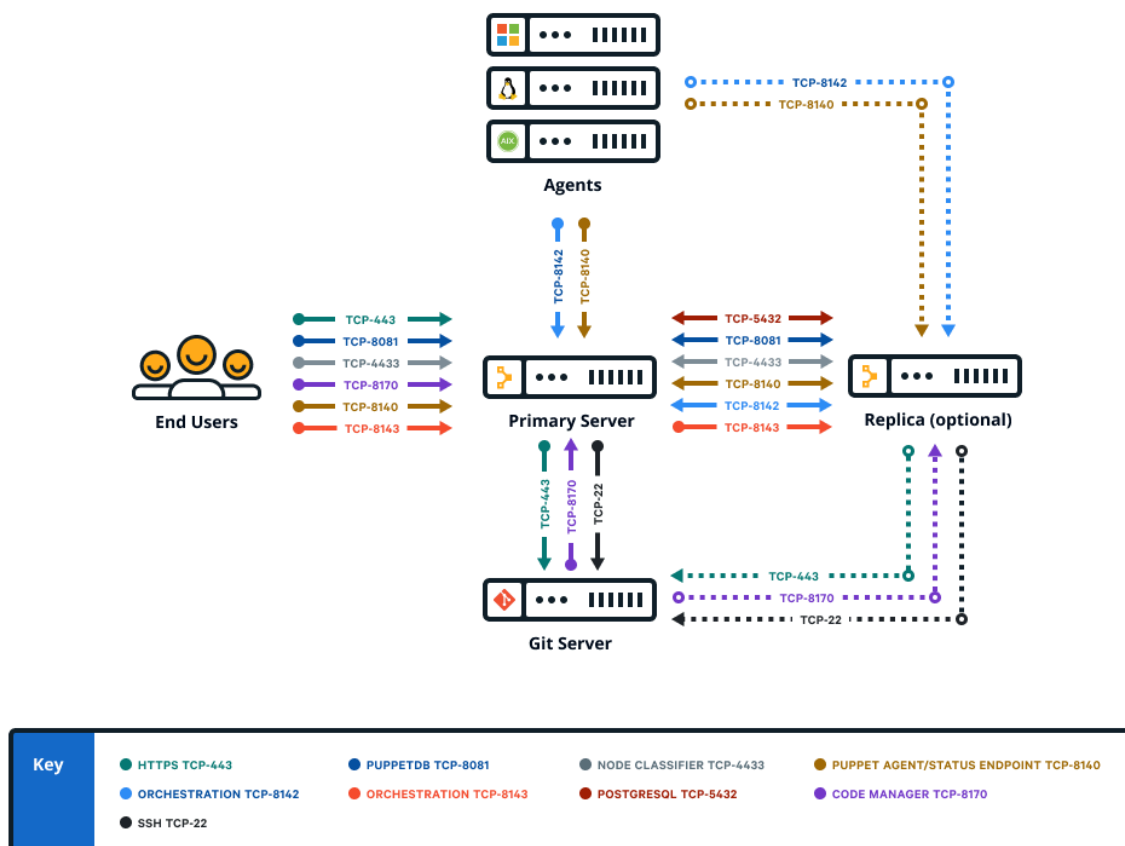 AIX
Agents
TCP-8142
TCP-8140
TCP-8142
TCP-8140
TCP-443
TCP-8081
TCP-4433
TCP-8170
TCP-8140
TCP-8143
End Users
Primary Server
TCP-5432
TCP-8081
TCP-4433
TCP-8140
TCP-8142
TCP-8143
Replica (optional)
TCP-443
TCP-8170
TCP-22
Git Server
TCP-443
TCP-8170
TCP-22
Key
HTTPS TCP-443
PUPPETDB TCP-8081
NODE CLASSIFIER TCP-4433
PUPPET AGENT/STATUS ENDPOINT TCP-8140
ORCHESTRATION TCP-8142
ORCHESTRATION TCP-8143
POSTGRESQL TCP-5432
CODE MANAGER TCP-8170
SSH TCP-22